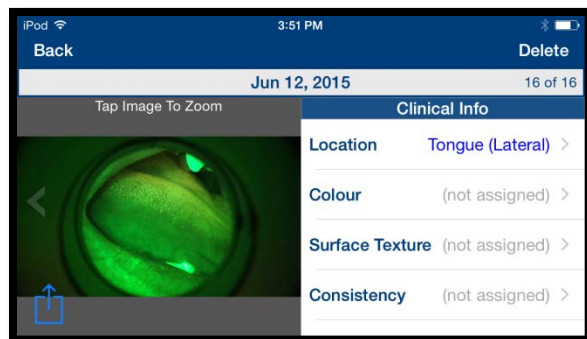 iPod 3:51 PM
Back Delete
Jun 12, 2015 16 of 16
Tap Image To Zoom
Clinical Info
Location Tongue (Lateral)
Colour (not assigned)
Surface Texture (not assigned)
Consistency (not assigned)